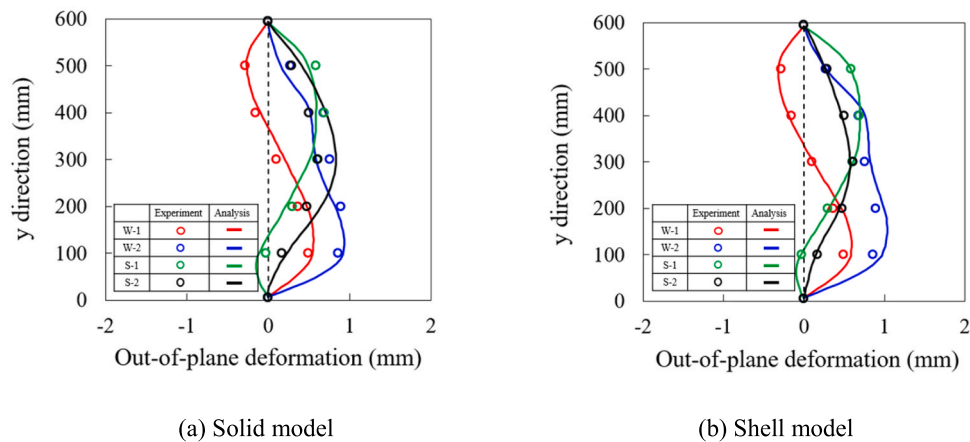 600
500
400
300
200
100
0
y direction (mm)
Experiment Analysis
W-1
W-2
S-1
S-2
-2 -1 0 1 2
Out-of-plane deformation (mm)
(a) Solid model
600
500
400
300
200
100
0
y direction (mm)
Experiment Analysis
W-1
W-2
S-1
S-2
-2 -1 0 1 2
Out-of-plane deformation (mm)
(b) Shell model